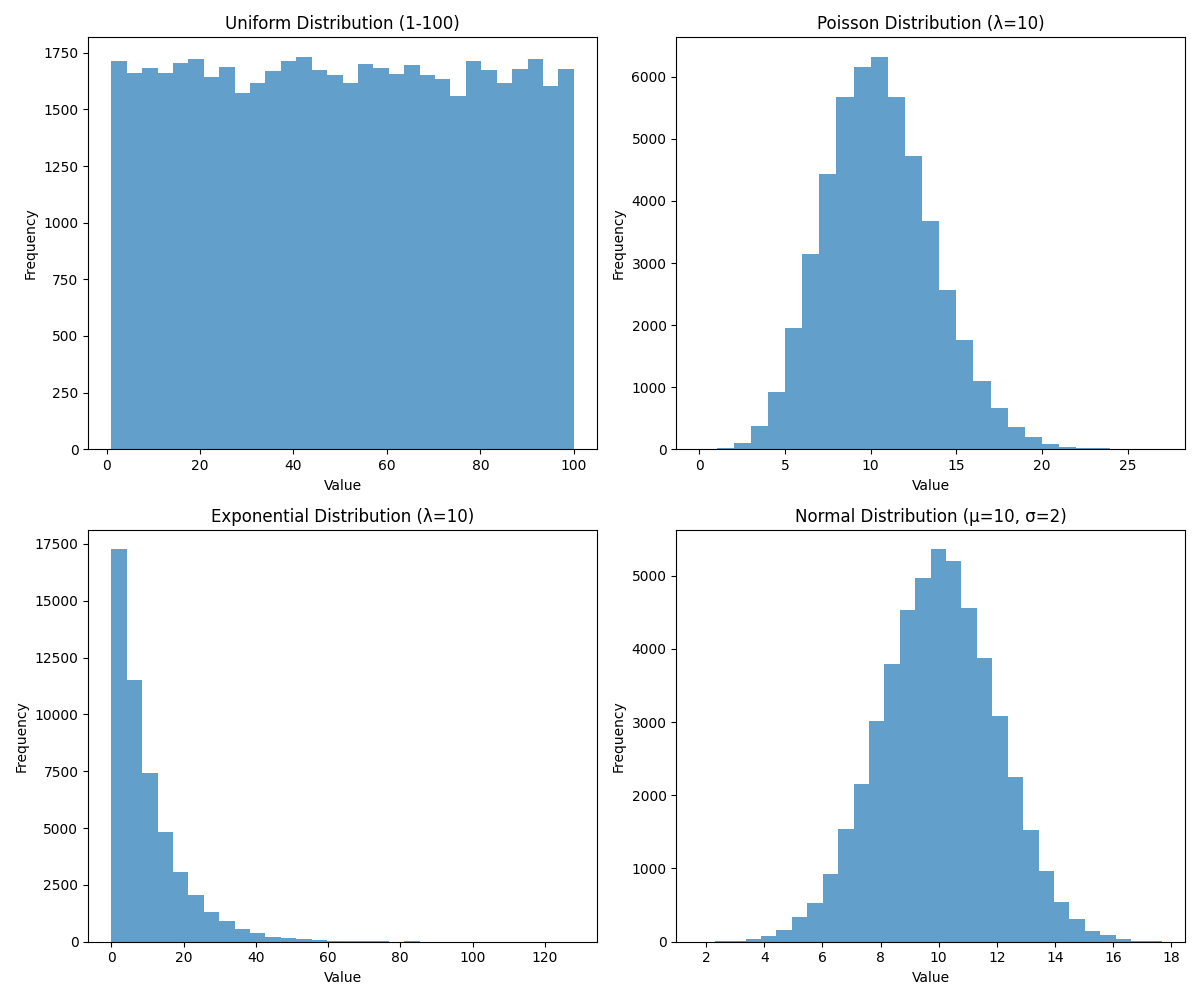 Uniform Distribution (1-100)
1750
1500
1250
1000
750
500
250
0
Frequency
0 20 40 60 80 100
Value
Poisson Distribution (λ=10)
6000
5000
4000
3000
2000
1000
0
Frequency
0 5 10 15 20 25
Value
Exponential Distribution (λ=10)
17500
15000
12500
10000
7500
5000
2500
0
Frequency
0 20 40 60 80 100 120
Value
Normal Distribution (μ=10, σ=2)
5000
4000
3000
2000
1000
0
Frequency
2 4 6 8 10 12 14 16 18
Value